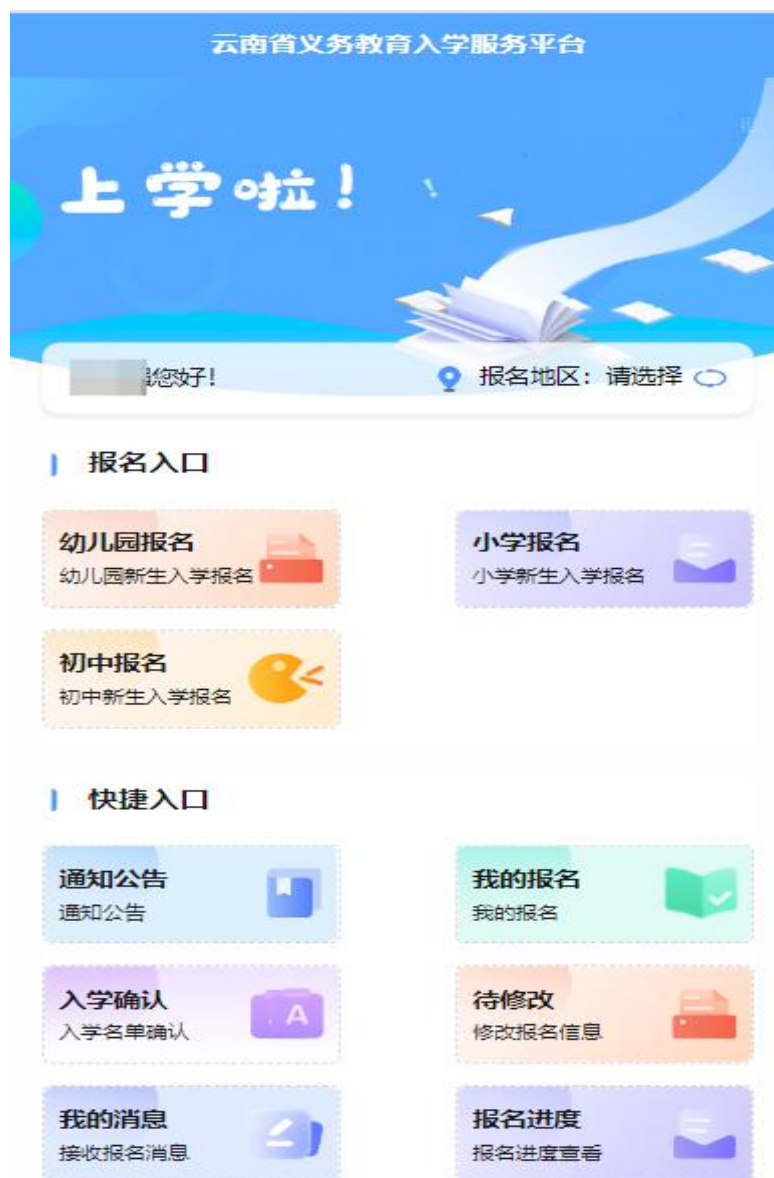 云南省义务教育入学服务平台
上学啦！
您好！
报名地区：请选择
报名入口
幼儿园报名
幼儿园新生入学报名
小学报名
小学新生入学报名
初中报名
初中新生入学报名
快捷入口
通知公告
通知公告
我的报名
我的报名
入学确认
入学名单确认
A
待修改
修改报名信息
我的消息
接收报名消息
报名进度
报名进度查看